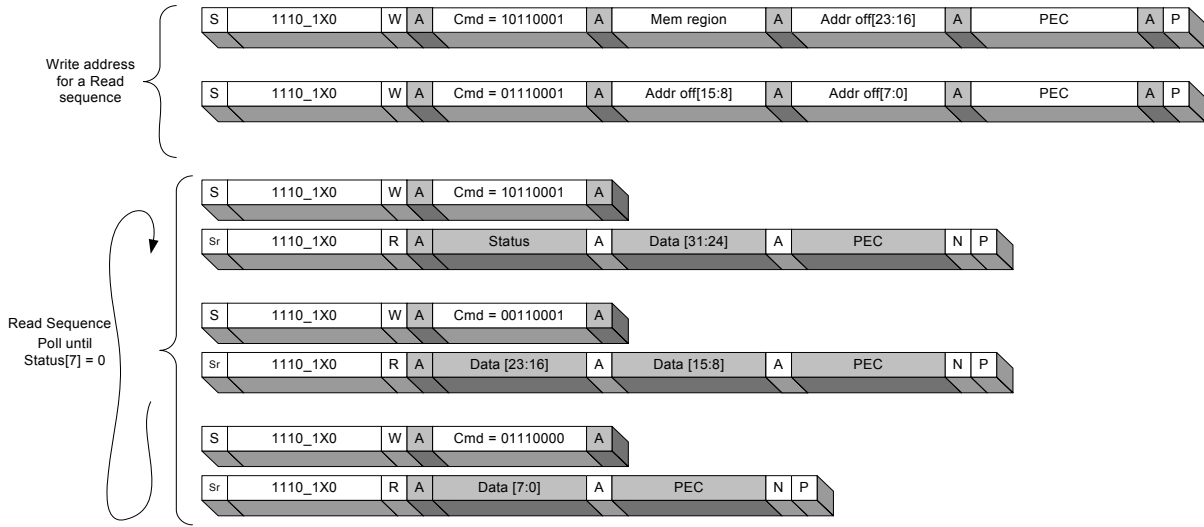 S 1110_1X0 W A Cmd = 10110001 A Mem region A Addr off[23:16] A PEC A P
Write address
for a Read
sequence
S 1110_1X0 W A Cmd = 01110001 A Addr off[15:8] A Addr off[7:0] A PEC A P
S 1110_1X0 W A Cmd = 10110001 A
Sr 1110_1X0 R A Status A Data [31:24] A PEC N P
S 1110_1X0 W A Cmd = 00110001 A
Read Sequence
Poll until
Status[7] = 0
Sr 1110_1X0 R A Data [23:16] A Data [15:8] A PEC N P
S 1110_1X0 W A Cmd = 01110000 A
Sr 1110_1X0 R A Data [7:0] A PEC N P